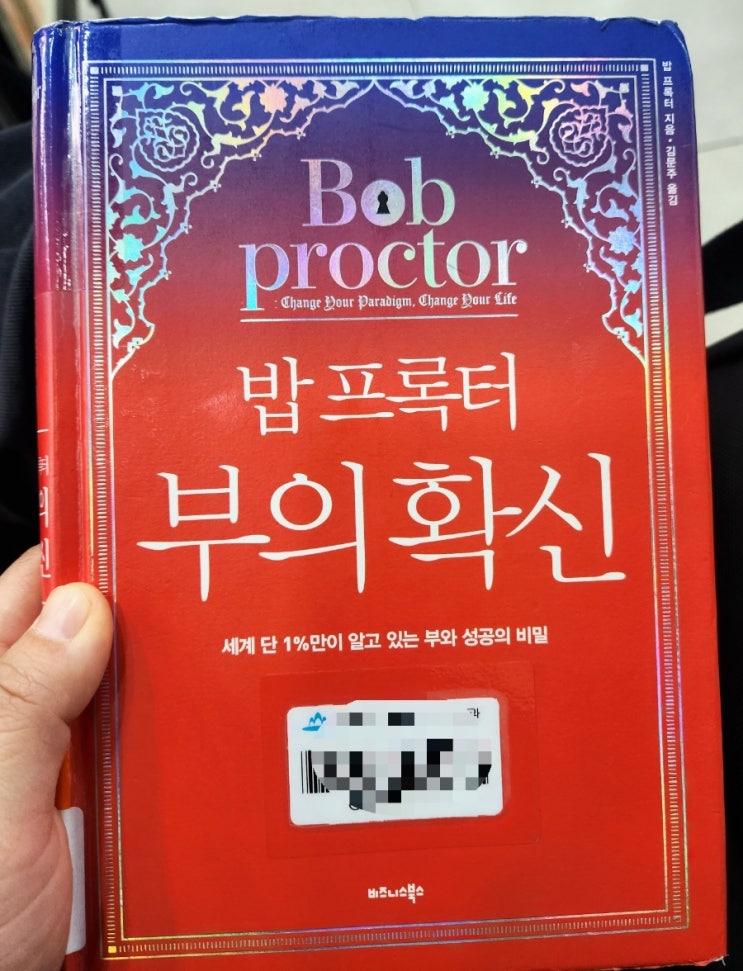 밥 프록터 지음 · 김문주 옮김
Bob
proctor
: Change Your Paradigm, Change Your Life
밥 프록터
부의 확신
세계 단 1%만이 알고 있는 부와 성공의 비밀
비즈니스북스